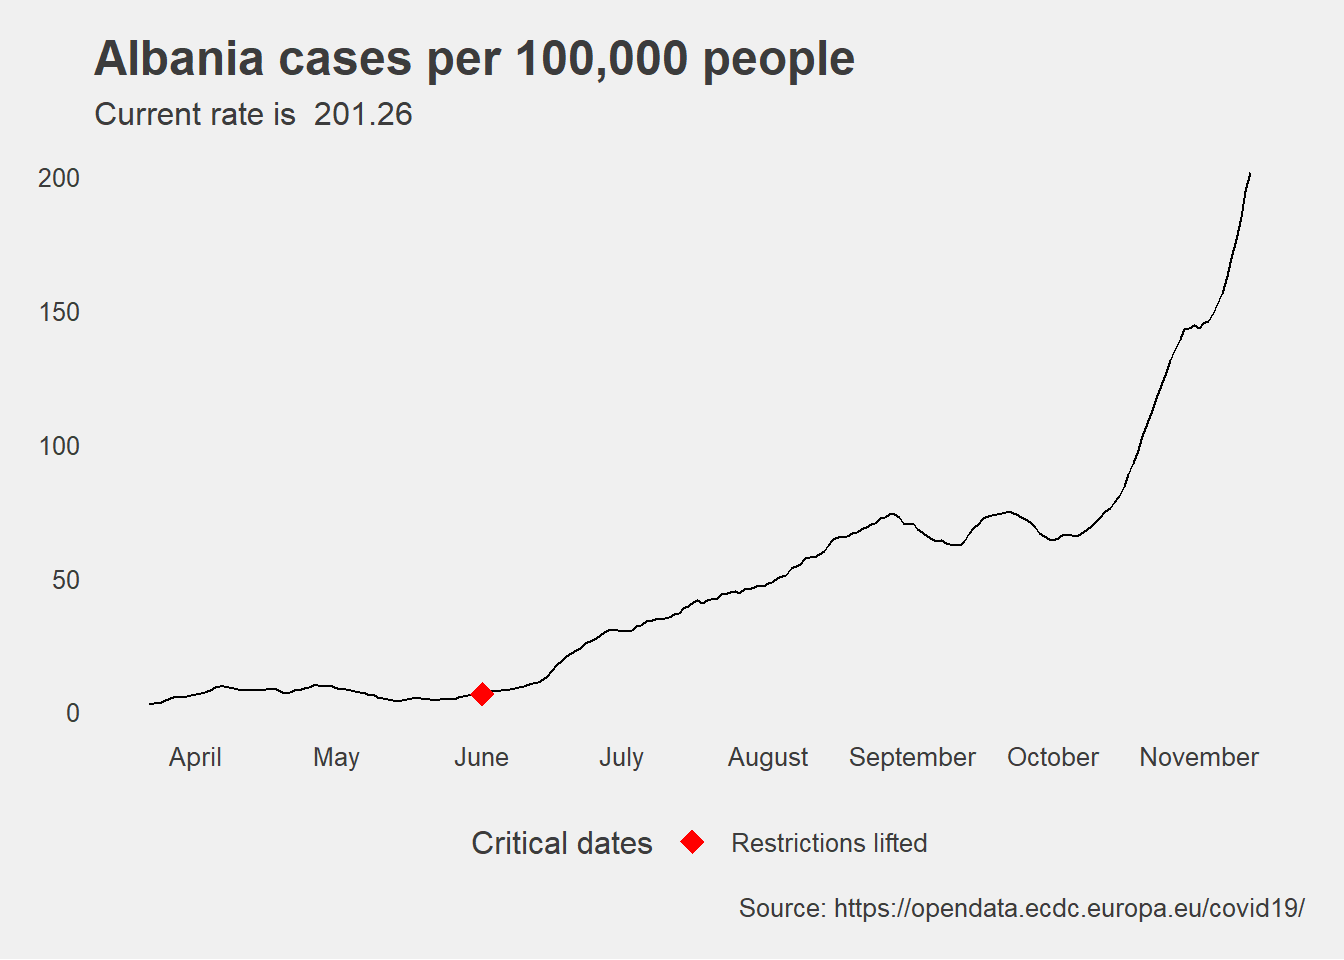 Albania cases per 100,000 people
Current rate is  201.26
200
150
100
50
0
April May June July August September October November
Critical dates Restrictions lifted
Source: https://opendata.ecdc.europa.eu/covid19/